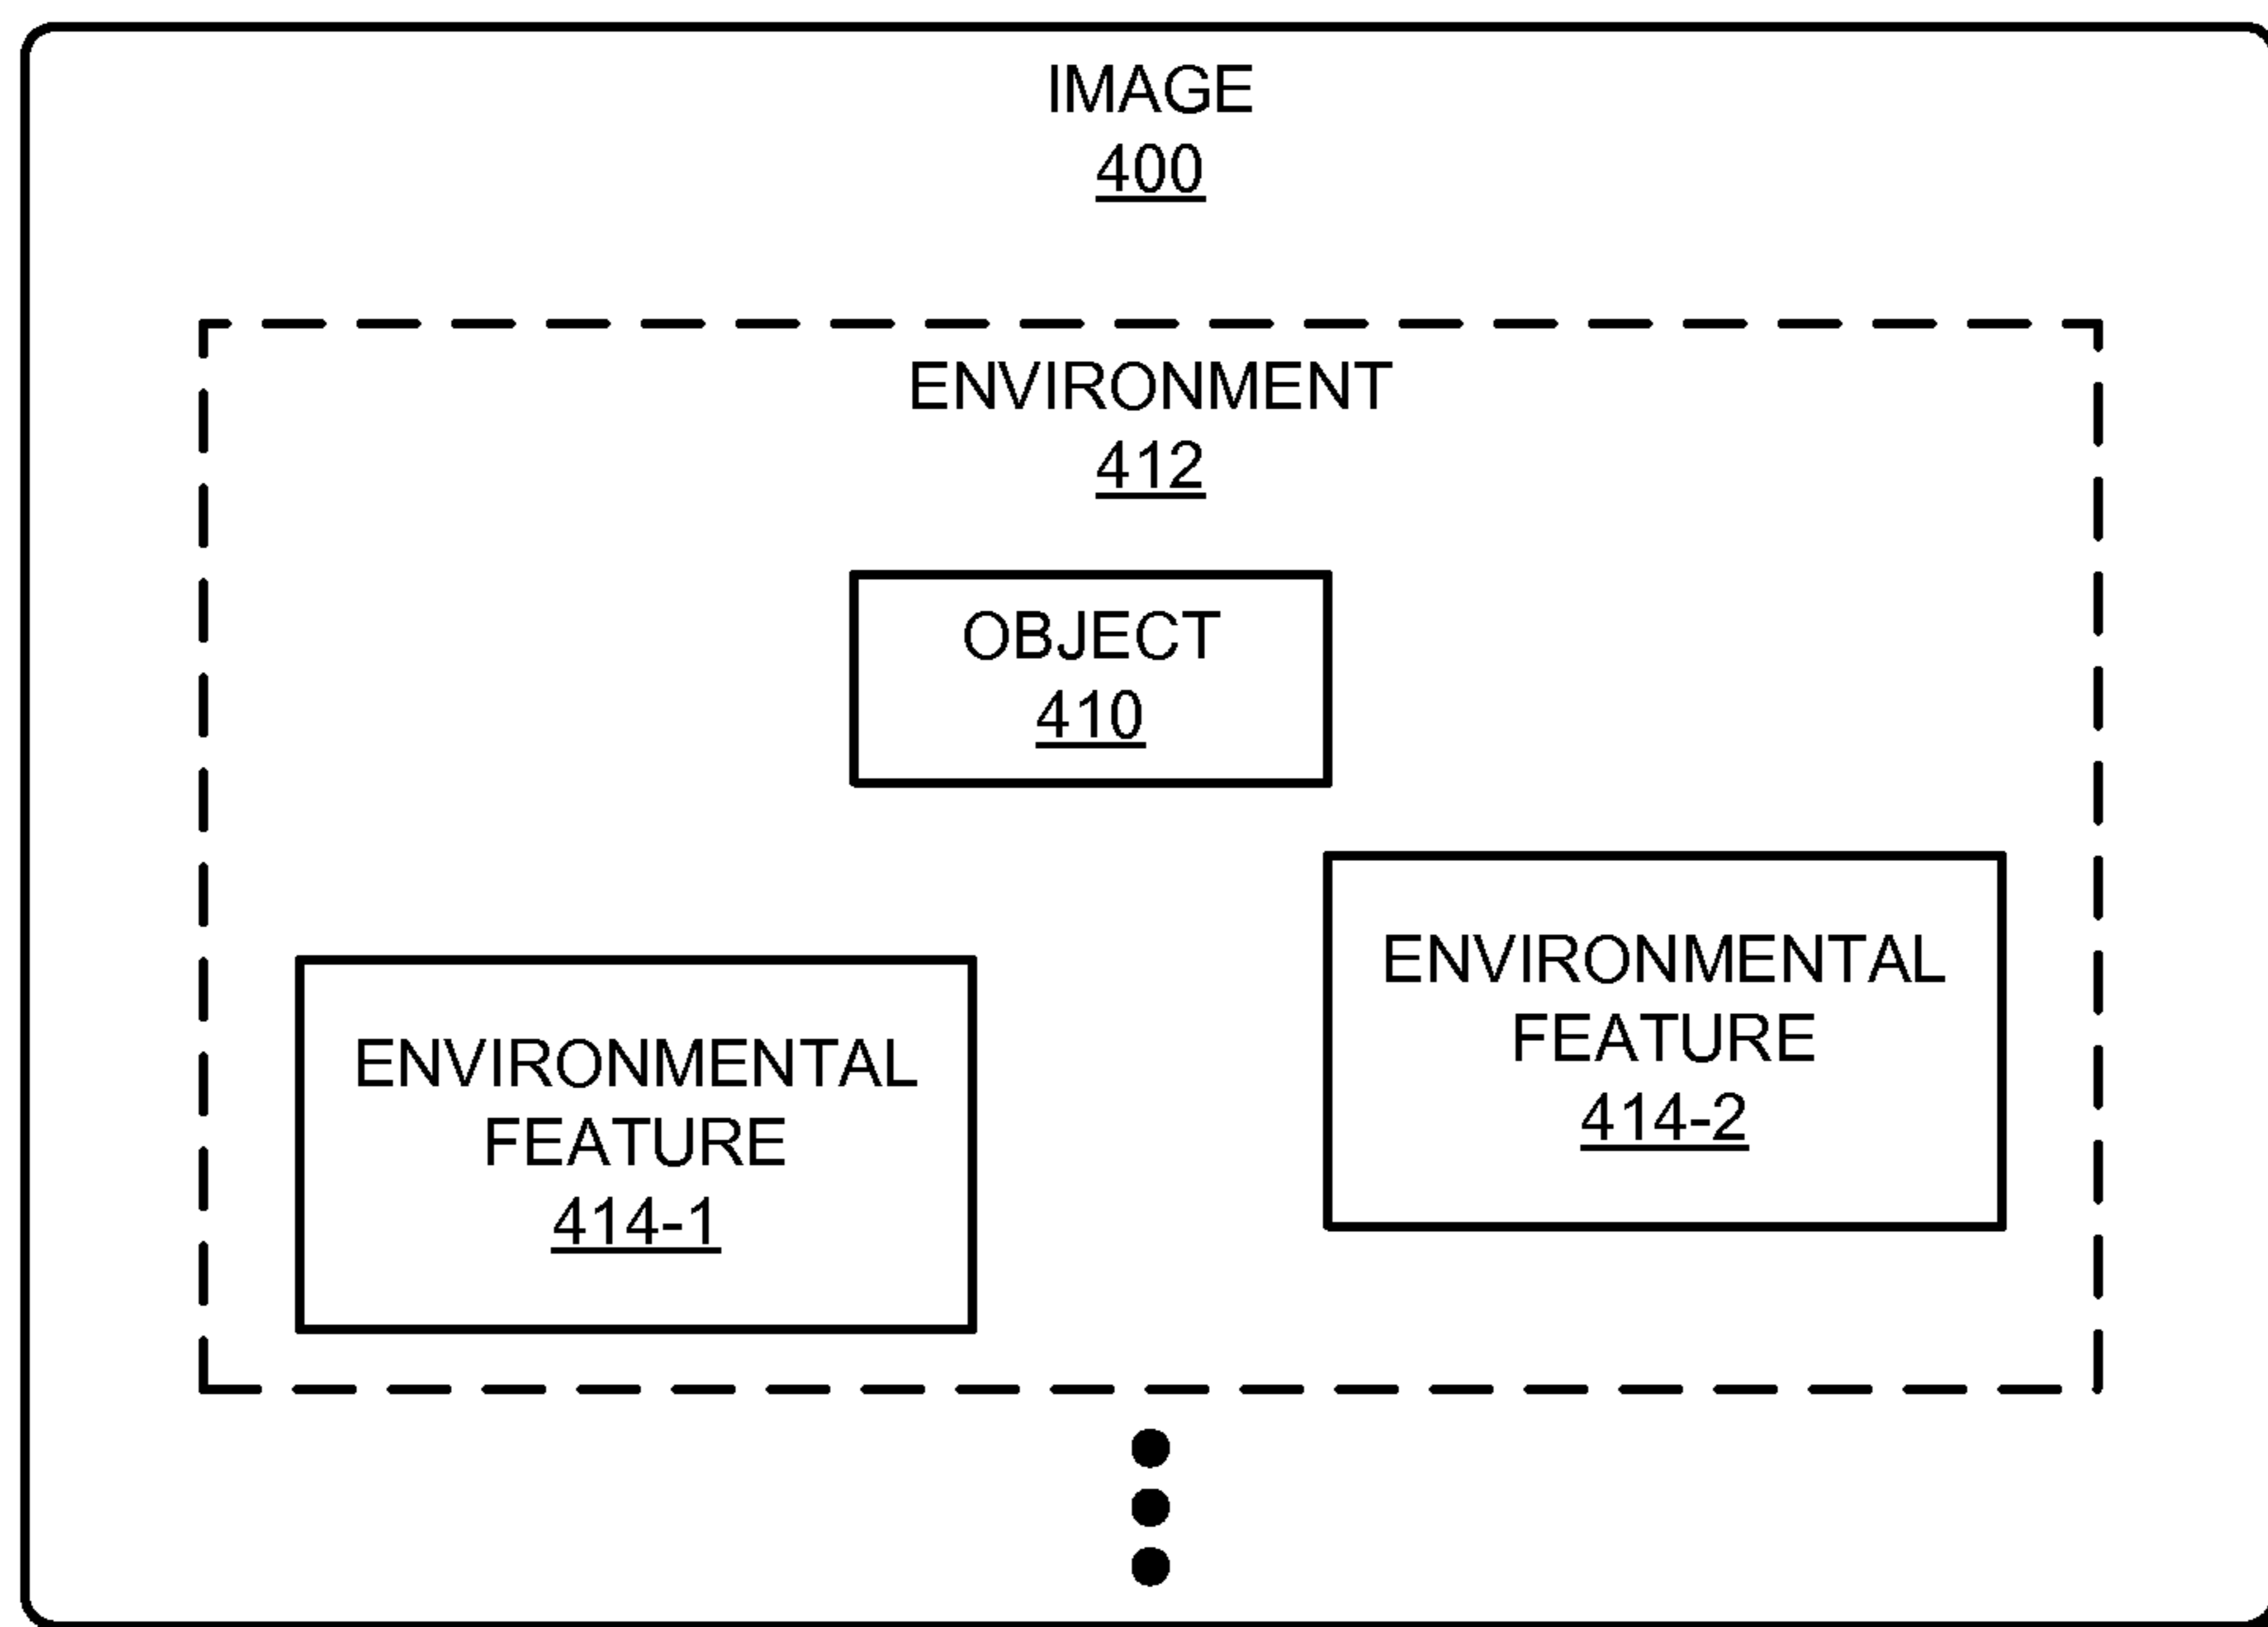 IMAGE
400
ENVIRONMENT
412
OBJECT
410
ENVIRONMENTAL
FEATURE
414-1
ENVIRONMENTAL
FEATURE
414-2